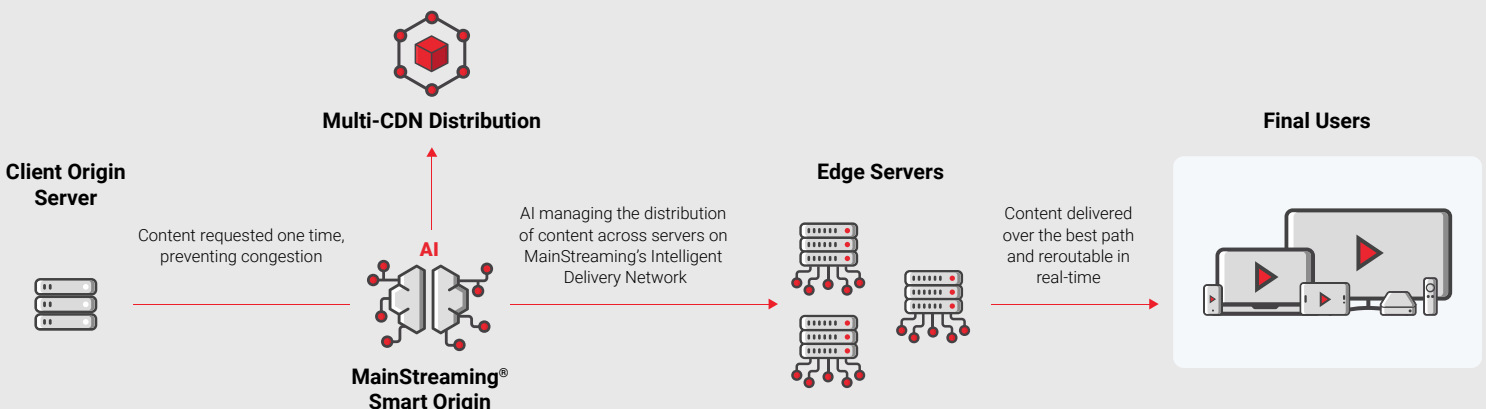 Multi-CDN Distribution
Final Users
Client Origin
Server
Edge Servers
Content requested one time,
preventing congestion
AI
AI managing the distribution
of content across servers on
MainStreaming's Intelligent
Delivery Network
Content delivered
over the best path
and reroutable in
real-time
MainStreaming®
Smart Origin